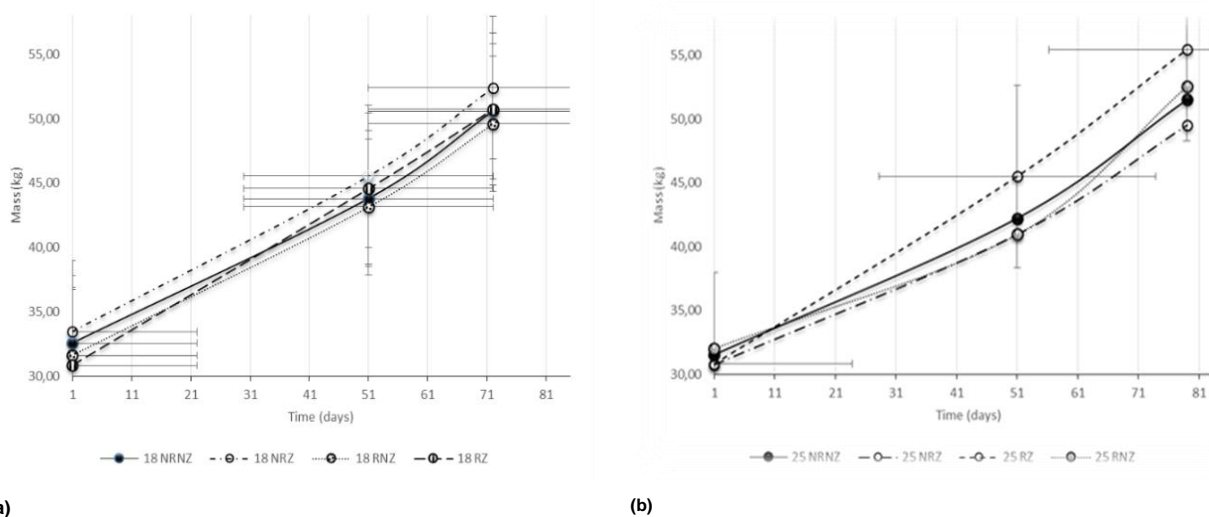 55,00
50,00
45,00
40,00
35,00
30,00
Mass (kg)
1 11 21 31 41 51 61 71 81
Time (days)
18 NRNZ 18 NRZ 18 RNZ 18 RZ
a)
55,00
50,00
45,00
40,00
35,00
30,00
Mass (kg)
1 11 21 31 41 51 61 71 81
Time (days)
25 NRNZ 25 NRZ 25 RZ 25 RNZ
(b)